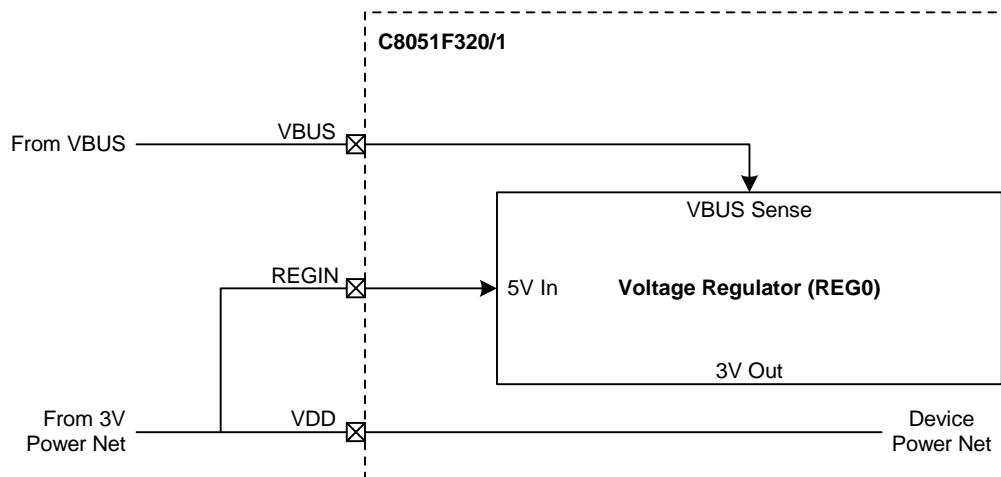 C8051F320/1
From VBUS
VBUS
VBUS Sense
REGIN
5V In
Voltage Regulator (REG0)
3V Out
From 3V
Power Net
VDD
Device
Power Net